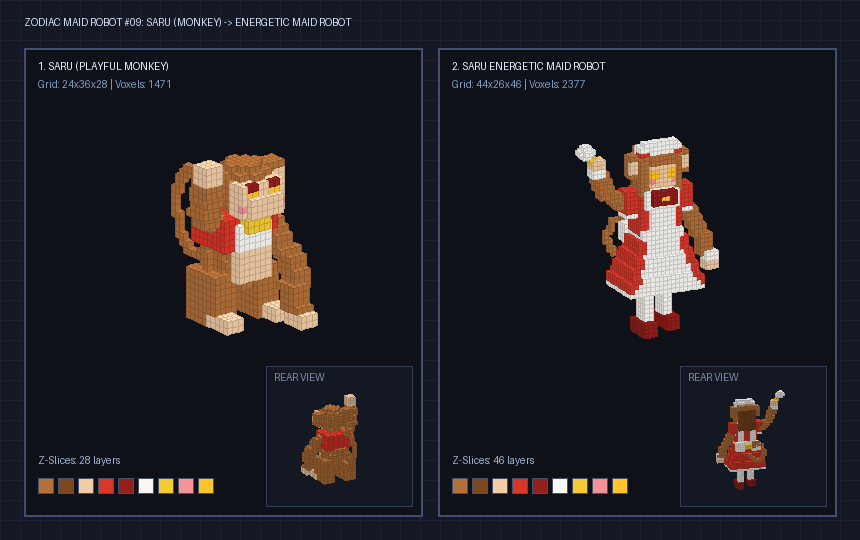 ZODIAC MAID ROBOT #09: SARU (MONKEY) -> ENERGETIC MAID ROBOT
1. SARU (PLAYFUL MONKEY)
Grid: 24x36x28 | Voxels: 1471
REAR VIEW
Z-Slices: 28 layers
2. SARU ENERGETIC MAID ROBOT
Grid: 44x26x46 | Voxels: 2377
REAR VIEW
Z-Slices: 46 layers